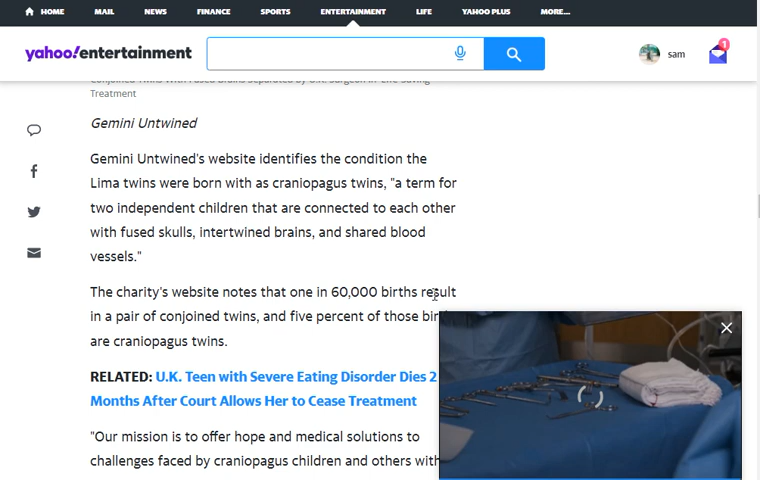 HOME
MAIL
NEWS
FINANCE
SPORTS
ENTERTAINMENT
LIFE
YAHOO PLUS
MORE...
yahoo!entertainment
sam
1
Conjoined Twins With Fused Brains Separated by U.K. Surgeon in 'Life-Saving'
Treatment
Gemini Untwined
Gemini Untwined's website identifies the condition the
Lima twins were born with as craniopagus twins, "a term for
two independent children that are connected to each other
with fused skulls, intertwined brains, and shared blood
vessels."
The charity's website notes that one in 60,000 births result
in a pair of conjoined twins, and five percent of those
are craniopagus twins.
RELATED: U.K. Teen with Severe Eating Disorder Dies 2
Months After Court Allows Her to Cease Treatment
"Our mission is to offer hope and medical solutions to
challenges faced by craniopagus children and others with